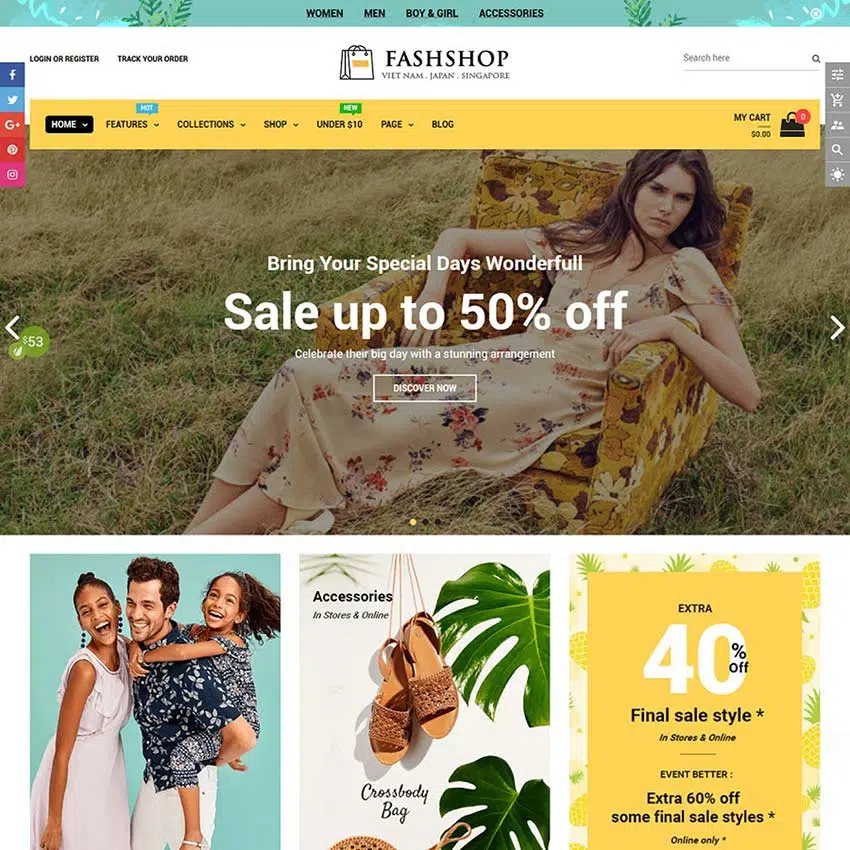 WOMEN MEN BOY & GIRL ACCESSORIES
LOGIN OR REGISTER TRACK YOUR ORDER
FASHSHOP
VIET NAM . JAPAN . SINGAPORE
Search here
HOT
NEW
HOME FEATURES COLLECTIONS SHOP UNDER $10 PAGE BLOG
MY CART
$0.00
0
Bring Your Special Days Wonderfull
Sale up to 50% off
$53
Celebrate their big day with a stunning arrangement
DISCOVER NOW
Accessories
In Stores & Online
Crossbody
Bag
EXTRA
40% Off
Final sale style *
In Stores & Online
EVENT BETTER :
Extra 60% off
some final sale styles *
Online only *